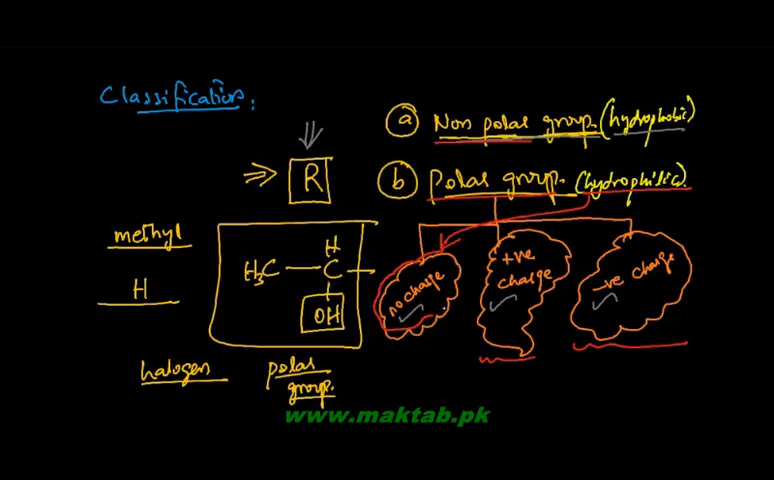 Classification:
(a) Non polar group (hydrophobic)
⇒ R
(b) Polar group. (hydrophilic)
methyl
H
H
H3C — C —
OH
no charge
+ve
charge
-ve charge
halogen
polar
group.
www.maktab.pk